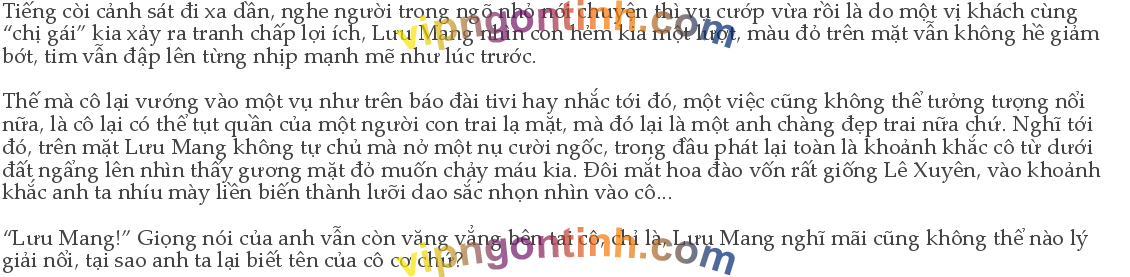 Tiếng còi cảnh sát đi xa dần, nghe người trong ngõ nhỏ nói chuyện thì vụ cướp vừa rồi là do một vị khách cùng
“chị gái” kia xảy ra tranh chấp lợi ích, Lưu Mang nhìn con hẻm kia một lượt, màu đỏ trên mặt vẫn không hề giảm
bớt, tim vẫn đập lên từng nhịp mạnh mẽ như lúc trước.
Thế mà cô lại vướng vào một vụ như trên báo đài tivi hay nhắc tới đó, một việc cũng không thể tưởng tượng nổi
nữa, là cô lại có thể tụt quần của một người con trai lạ mặt, mà đó lại là một anh chàng đẹp trai nữa chứ. Nghĩ tới
đó, trên mặt Lưu Mang không tự chủ mà nở một nụ cười ngốc, trong đầu phát lại toàn là khoảnh khắc cô từ dưới
đất ngẩng lên nhìn thấy gương mặt đỏ muốn chảy máu kia. Đôi mắt hoa đào vốn rất giống Lê Xuyên, vào khoảnh
khắc anh ta nhíu mày liền biến thành lưỡi dao sắc nhọn nhìn vào cô...
“Lưu Mang!” Giọng nói của anh vẫn còn văng vẳng bên tai cô, chỉ là, Lưu Mang nghĩ mãi cũng không thể nào lý
giải nổi, tại sao anh ta lại biết tên của cô cơ chứ?
vipngontinh.com
vipngontinh.com